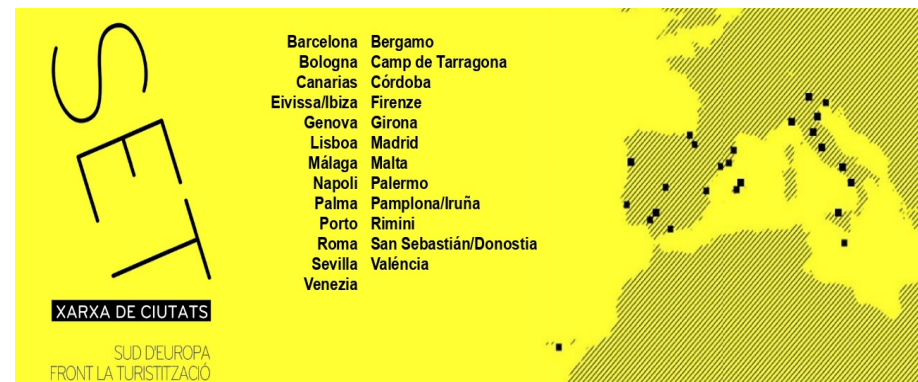 SET
XARXA DE CIUTATS
SUD D'EUROPA
FRONT LA TURISTITZACIÓ
Barcelona Bergamo
Bologna Camp de Tarragona
Canarias Córdoba
Eivissa/Ibiza Firenze
Genova Girona
Lisboa Madrid
Málaga Malta
Napoli Palermo
Palma Pamplona/Iruña
Porto Rimini
Roma San Sebastián/Donostia
Sevilla Valéncia
Venezia